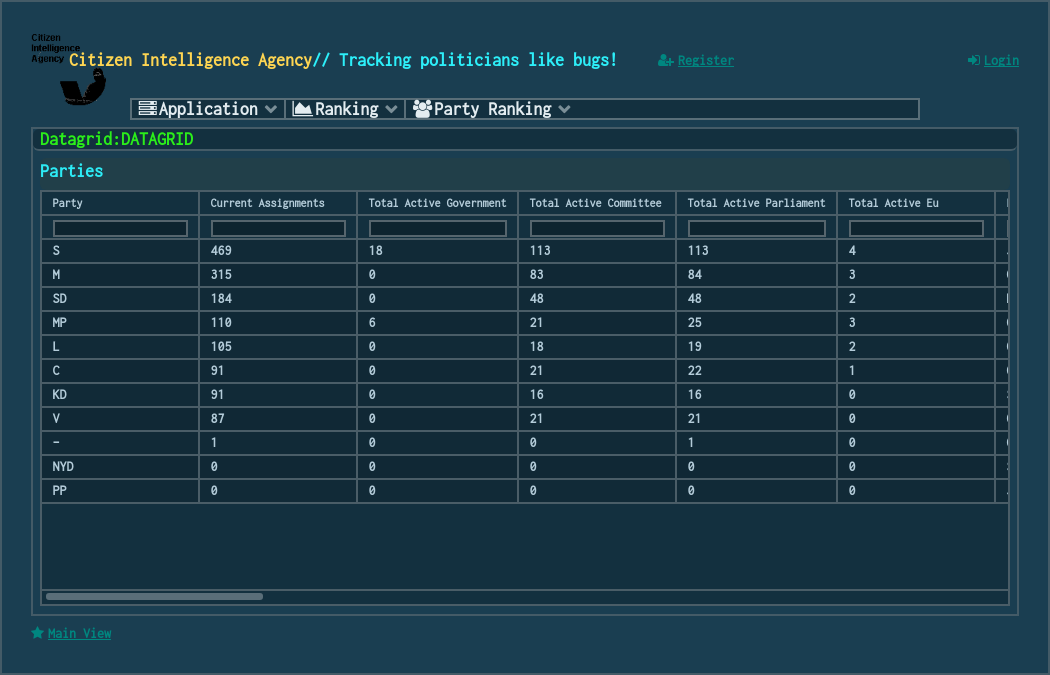 Citizen
Intelligence
Agency
Citizen Intelligence Agency// Tracking politicians like bugs!
Register
Login
Application
Ranking
Party Ranking
Datagrid:DATAGRID
Parties
Party Current Assignments Total Active Government Total Active Committee Total Active Parliament Total Active Eu
S 469 18 113 113 4
M 315 0 83 84 3
SD 184 0 48 48 2
MP 110 6 21 25 3
L 105 0 18 19 2
C 91 0 21 22 1
KD 91 0 16 16 0
V 87 0 21 21 0
- 1 0 0 1 0
NYD 0 0 0 0 0
PP 0 0 0 0 0
Main View